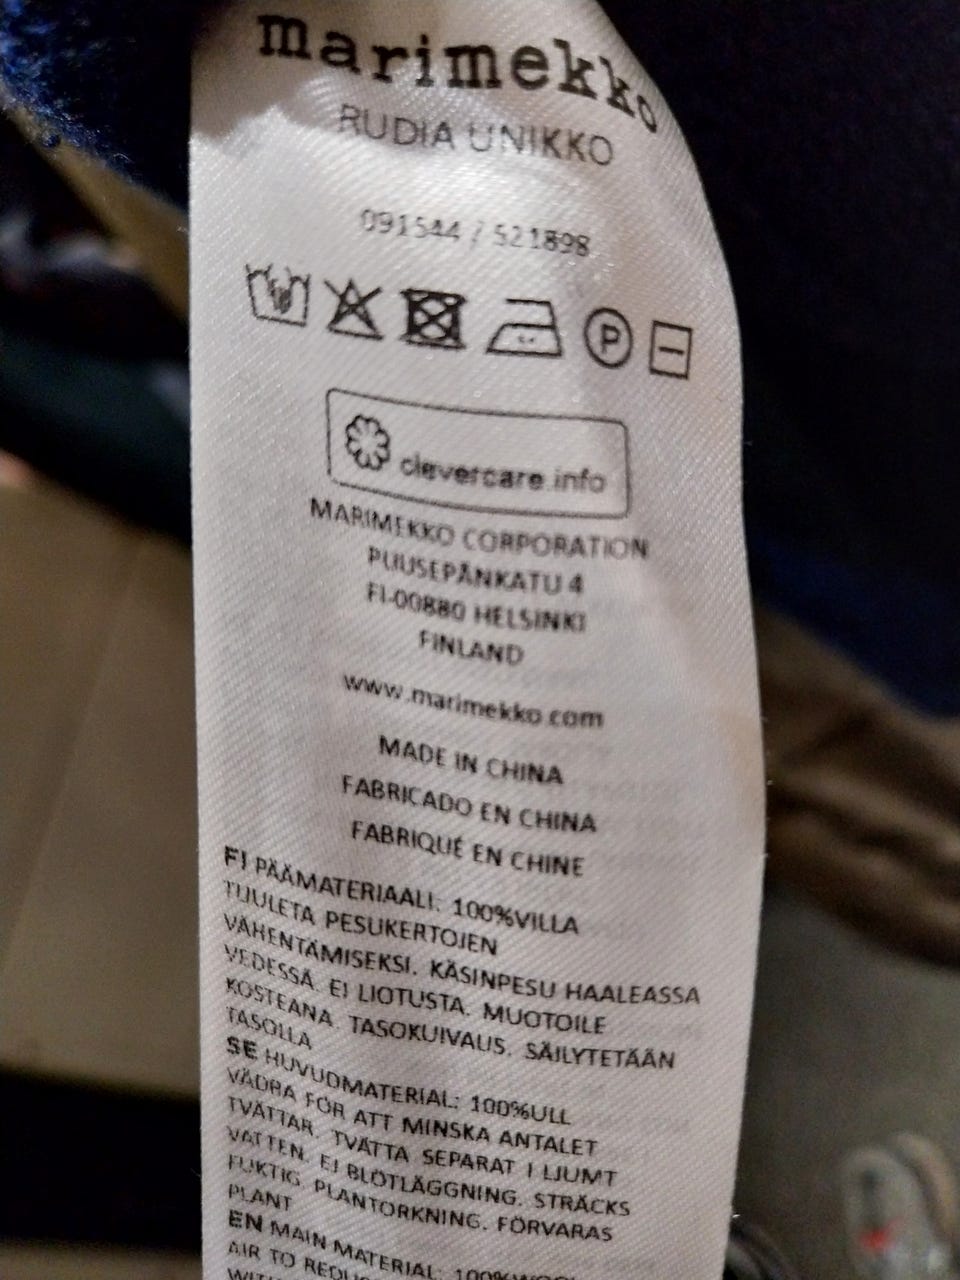 marimekko
RUDIA UNIKKO
091544 / 521898
P
clevercare.info
MARIMEKKO CORPORATION
PUUSEPÄNKATU 4
FI-00880 HELSINKI
FINLAND
www.marimekko.com
MADE IN CHINA
FABRICADO EN CHINA
FABRIQUÉ EN CHINE
FI PÄÄMATERIAALI: 100%VILLA
TUULETA PESUKERTOJEN
VÄHENTÄMISEKSI. KÄSINPESU HAALEASSA
VEDESSÄ. EI LIOTUSTA. MUOTOILE
KOSTEANA. TASOKUIVAUS. SÄILYTETÄÄN
TASOLLA
SE HUVUDMATERIAL: 100%ULL
VÄDRA FÖR ATT MINSKA ANTALET
TVÄTTAR. TVÄTTA SEPARAT I LJUMT
VATTEN. EJ BLÖTLÄGGNING. STRÄCKS
FUKTIG. PLANTORKNING. FÖRVARAS
PLANT
EN MAIN MATERIAL: 100%WOOL
AIR TO